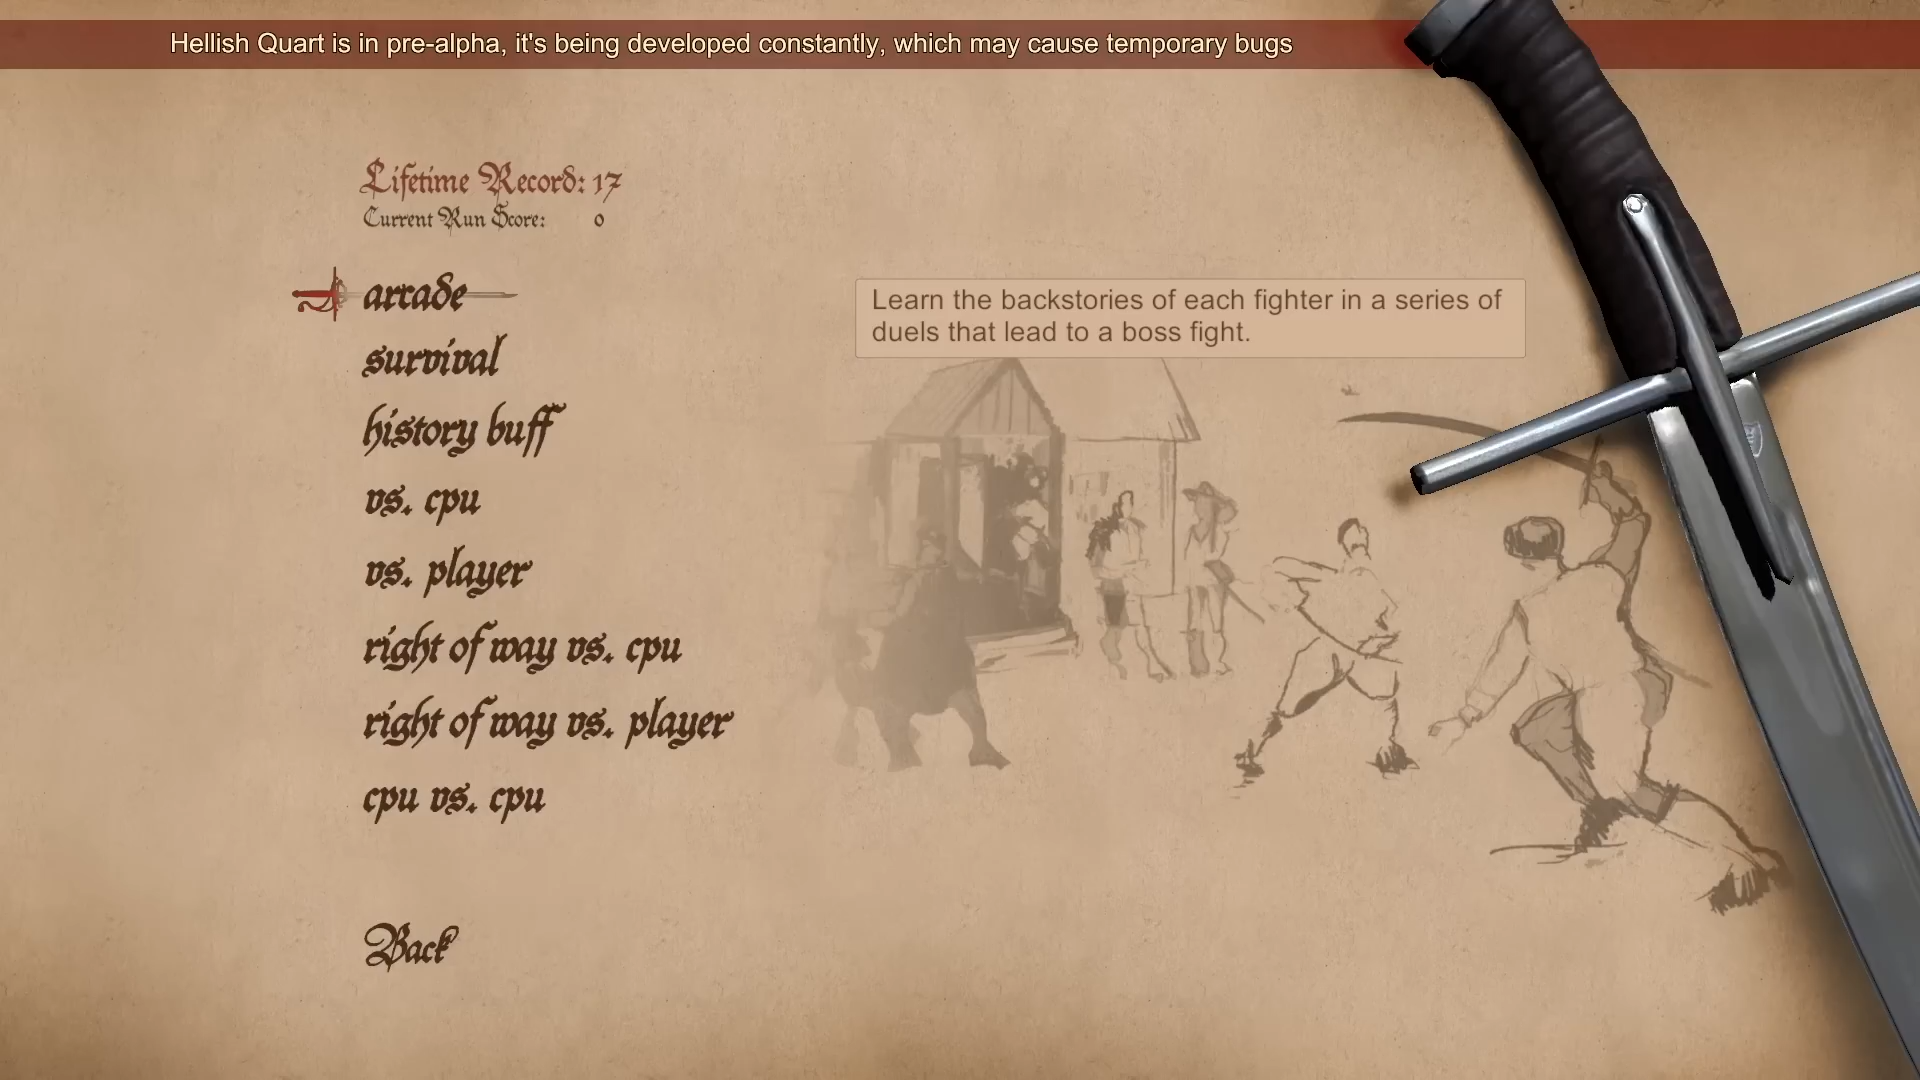 Hellish Quart is in pre-alpha, it's being developed constantly, which may cause temporary bugs
Lifetime Record: 17
Current Run Score: 0
arcade
survival
history buff
vs. cpu
vs. player
right of way vs. cpu
right of way vs. player
cpu vs. cpu
Back
Learn the backstories of each fighter in a series of
duels that lead to a boss fight.